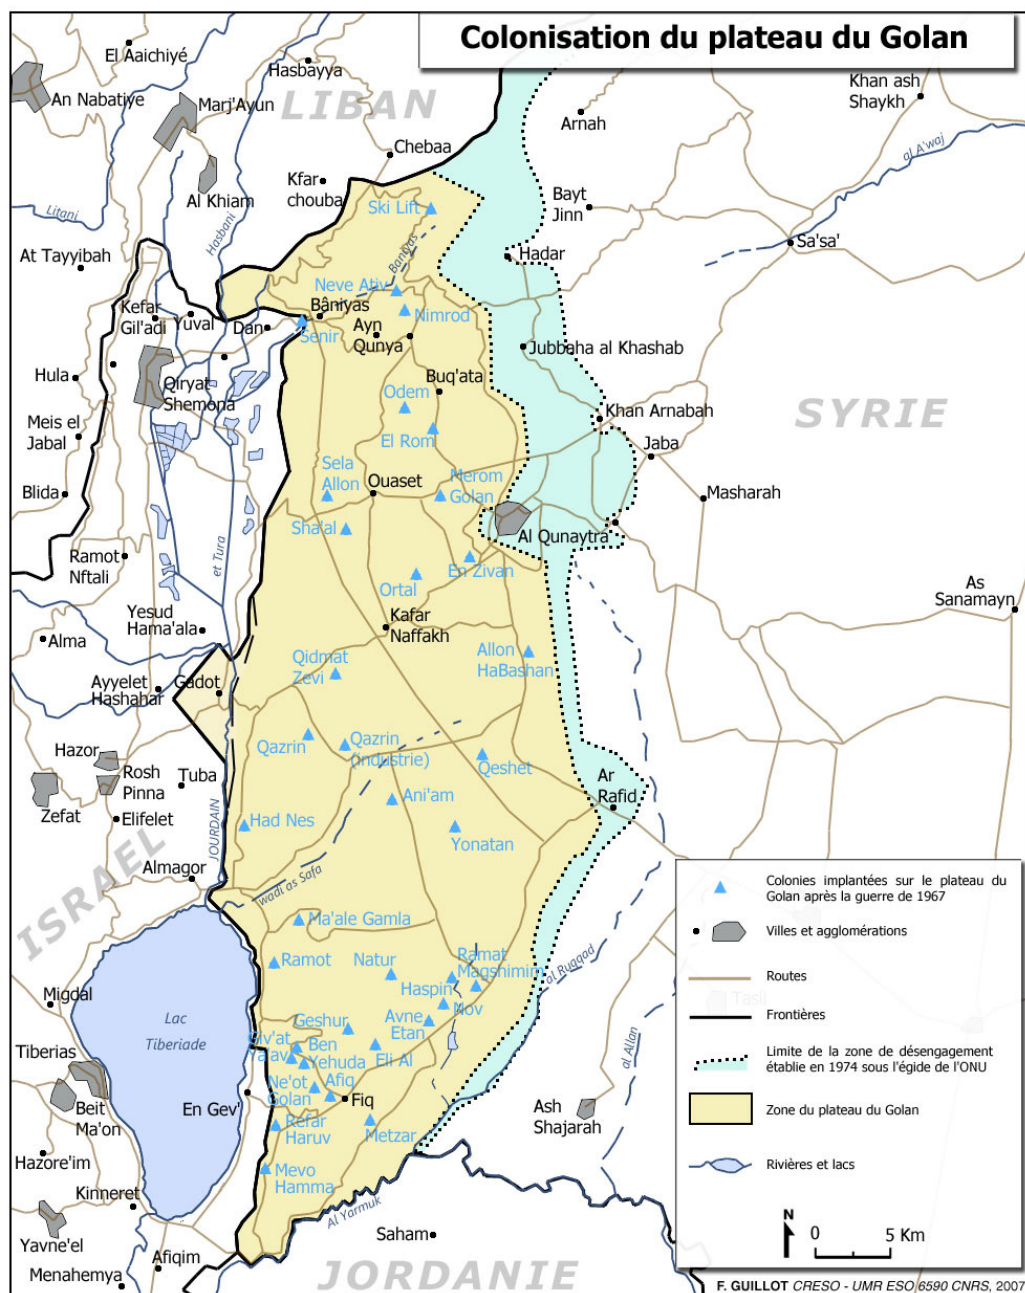 Colonisation du plateau du Golan
El Aaichiyé
Hasbayya
Khan ash
Shaykh
An Nabatiye
Marj'Ayun
LIBAN
Arnah
al A'waj
Chebaa
Kfar
chouba
Al Khiam
Ski Lift
Bayt
Jinn
Litani
Hasbani
At Tayyibah
Baniyas
Hadar
Sa'sa'
Neve Ativ
Kefar
Gil'adi
Yuval
Dan
Bâniyas
Nimrod
Senir
Ayn
Qunya
Jubbaha al Khashab
Hula
Qiryat
Shemona
Buq'ata
Odem
SYRIE
Meis el
Jabal
El Rom
Khan Arnabah
Jaba
Sela
Allon
Ouaset
Merom
Golan
Masharah
Blida
Sha'al
Al Qunaytra
Ramot
Nftali
et Tura
En Zivan
Ortal
As
Sanamayn
Yesud
Hama'ala
Kafar
Naffakh
Alma
Qidmat
Zevi
Allon
HaBashan
Ayyelet
Hashahar
Gadot
Hazor
Qazrin
Qazrin
(industrie)
Qeshet
Rosh
Pinna
Tuba
Ar
Rafid
Zefat
Elifelet
JOURDAIN
Ani'am
Had Nes
Yonatan
ISRAEL
Almagor
wadi as Safa
Ma'ale Gamla
Ramot
Natur
Ramat
Maqshimim
al Ruqqad
Haspin
Nov
Migdal
Lac
Tiberiade
Geshur
Avne
Etan
al Allan
Giv'at
Ya'av
Ben
Yehuda
Eli Al
Tiberias
Ne'ot
Golan
Afiq
Beit
Ma'on
En Gev'
Fiq
Ash
Shajarah
Refar
Haruv
Metzar
Hazore'im
Mevo
Hamma
Kinneret
Al Yarmuk
Yavne'el
Saham
Afiqim
Menahemya
JORDANIE
Colonies implantées sur le plateau du
Golan après la guerre de 1967
Villes et agglomérations
Routes
Tasil
Frontières
Limite de la zone de désengagement
établie en 1974 sous l'égide de l'ONU
Zone du plateau du Golan
Rivières et lacs
N
0
5 Km
F. GUILLOT CRESO - UMR ESO 6590 CNRS, 2007